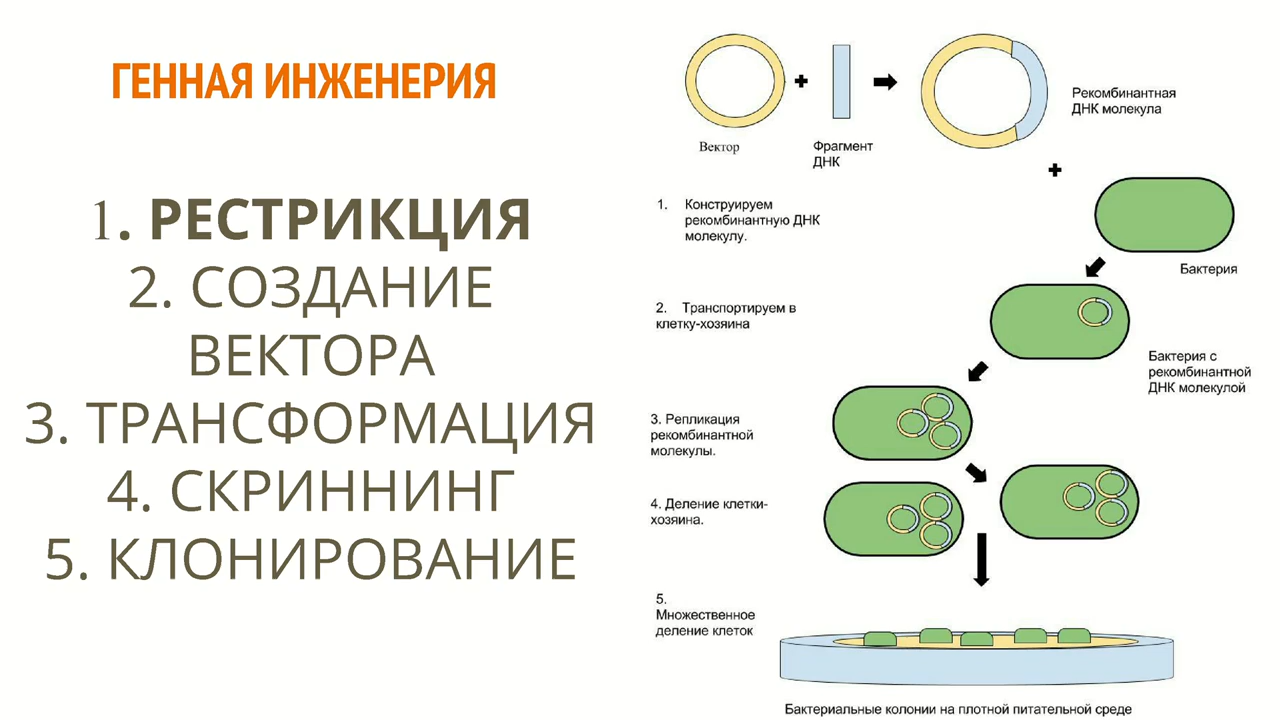 ГЕННАЯ ИНЖЕНЕРИЯ
1. РЕСТРИКЦИЯ
2. СОЗДАНИЕ
ВЕКТОРА
3. ТРАНСФОРМАЦИЯ
4. СКРИННИНГ
5. КЛОНИРОВАНИЕ
Вектор
Фрагмент
ДНК
Рекомбинантная
ДНК молекула
1. Конструируем
рекомбинантную ДНК
молекулу.
Бактерия
2. Транспортируем в
клетку-хозяина
Бактерия с
рекомбинантной
ДНК молекулой
3. Репликация
рекомбинантной
молекулы.
4. Деление клетки-
хозяина.
5.
Множественное
деление клеток
Бактериальные колонии на плотной питательной среде